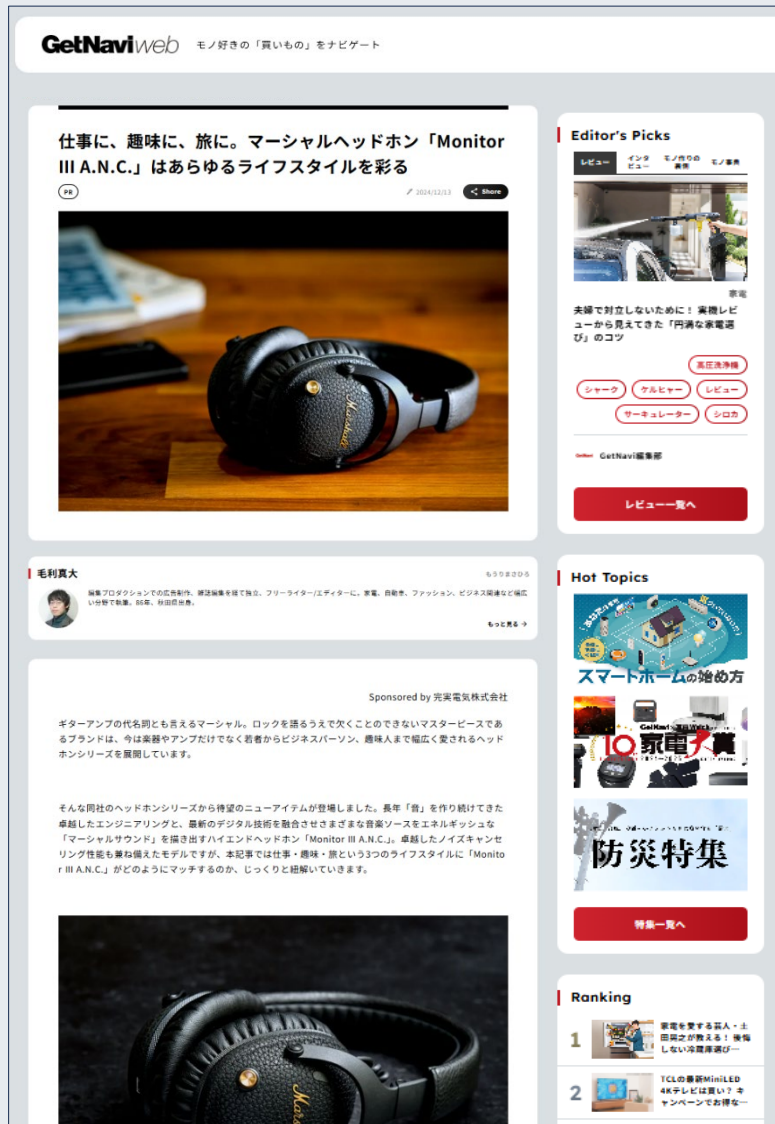 GetNavi web モノ好きの「買いもの」をナビゲート
仕事に、趣味に、旅に。マーシャルヘッドホン「Monitor
III A.N.C.」はあらゆるライフスタイルを彩る
PR
2024/12/13
Share
Marshall
毛利真大
もうりまさひろ
編集プロダクションでの広告制作、雑誌編集を経て独立。フリーライター/エディターに。家電、自動車、ファッション、ビジネス関連など幅広
い分野で執筆。86年、秋田県出身。
もっと見る →
Sponsored by 完実電気株式会社
ギターアンプの代名詞とも言えるマーシャル。ロックを語るうえで欠くことのできないマスターピースであ
るブランドは、今は楽器やアンプだけでなく若者からビジネスパーソン、趣味人まで幅広く愛されるヘッド
ホンシリーズを展開しています。
そんな同社のヘッドホンシリーズから待望のニューアイテムが登場しました。長年「音」を作り続けてきた
卓越したエンジニアリングと、最新のデジタル技術を融合させさまざまな音楽ソースをエネルギッシュな
「マーシャルサウンド」を描き出すハイエンドヘッドホン「Monitor III A.N.C.」。卓越したノイズキャンセ
リング性能も兼ね備えたモデルですが、本記事では仕事・趣味・旅という3つのライフスタイルに「Monito
r III A.N.C.」がどのようにマッチするのか、じっくりと紐解いていきます。
Editor's Picks
レビュー
インタ
ビュー
モノ作りの
裏側
モノ事典
家電
夫婦で対立しないために！ 実機レビ
ューから見えてきた「円満な家電選
び」のコツ
高圧洗浄機
シャーク
ケルヒャー
レビュー
サーキュレーター
シロカ
GetNavi編集部
レビュー一覧へ
Hot Topics
スマートホームの始め方
家電大賞
防災特集
特集一覧へ
Ranking
1
家電を愛する芸人・土
田晃之が教える！ 後悔
しない冷蔵庫選び…
2
TCLの最新MiniLED
4Kテレビは買い？ キ
ャンペーンでお得な…